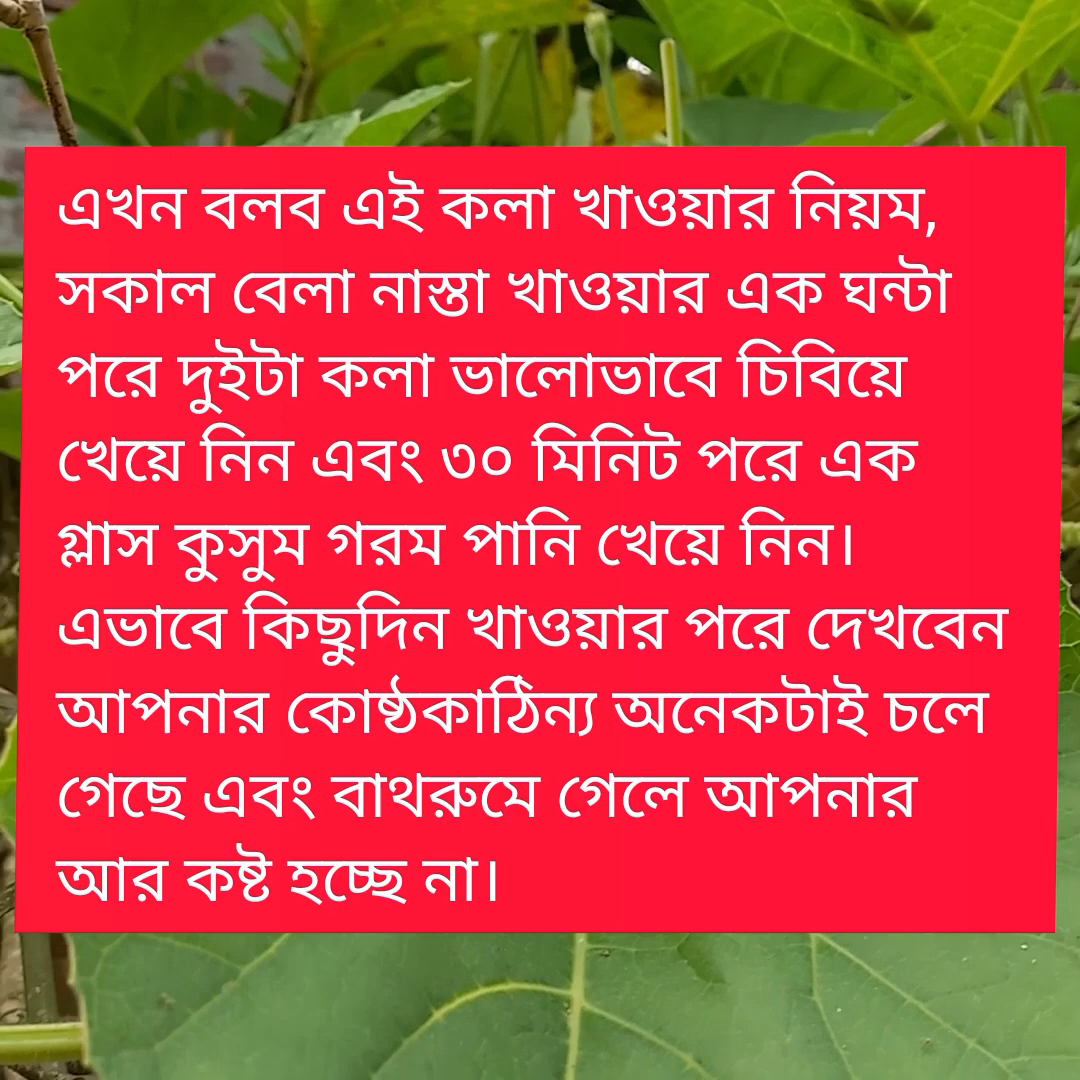 এখন বলব এই কলা খাওয়ার নিয়ম,
সকাল বেলা নাস্তা খাওয়ার এক ঘন্টা
পরে দুইটা কলা ভালোভাবে চিবিয়ে
খেয়ে নিন এবং ৩০ মিনিট পরে এক
গ্লাস কুসুম গরম পানি খেয়ে নিন।
এভাবে কিছুদিন খাওয়ার পরে দেখবেন
আপনার কোষ্ঠকাঠিন্য অনেকটাই চলে
গেছে এবং বাথরুমে গেলে আপনার
আর কষ্ট হচ্ছে না।